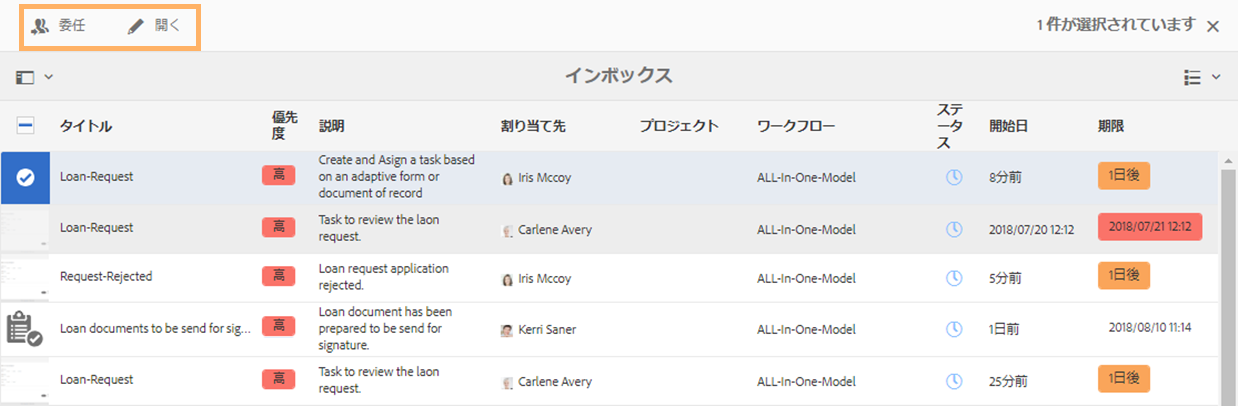 委任 開く 1 件が選択されています
インボックス
タイトル 優先度 説明 割り当て先 プロジェクト ワークフロー ステータス 開始日 期限
Loan-Request 高 Create and Asign a task based on an adaptive form or document of record Iris Mccoy ALL-In-One-Model 8分前 1日後
Loan-Request 高 Task to review the laon request. Carlene Avery ALL-In-One-Model 2018/07/20 12:12 2018/07/21 12:12
Request-Rejected 高 Loan request application rejected. Iris Mccoy ALL-In-One-Model 5分前 1日後
Loan documents to be send for sig... 高 Loan document has been prepared to be send for signature. Kerri Saner ALL-In-One-Model 1日前 2018/08/10 11:14
Loan-Request 高 Task to review the laon request. Carlene Avery ALL-In-One-Model 25分前 1日後